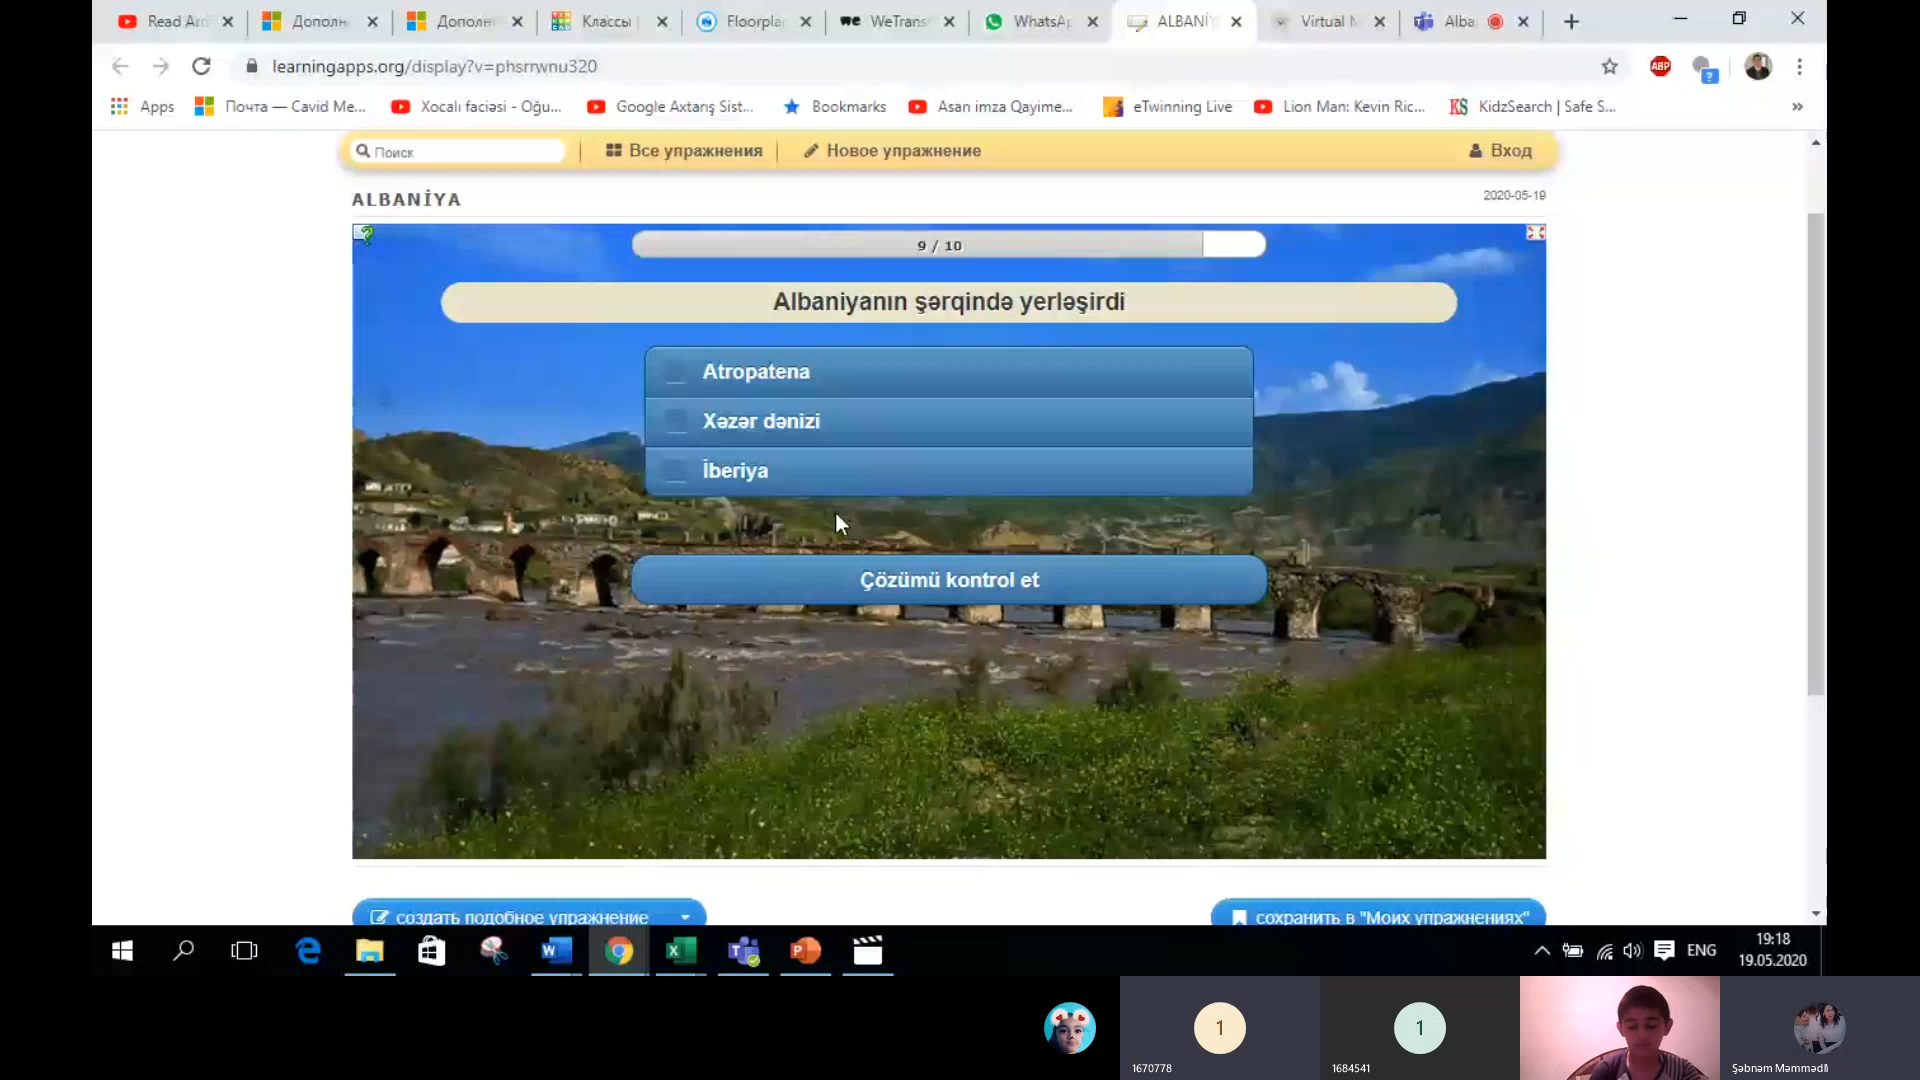 Read Aro
Дополн
Дополн
Классы
Floorpla
WeTrans
WhatsAp
ALBANİY
Virtual M
Alba
learningapps.org/display?v=phsrrwnu320
ABP
Apps
Почта — Cavid Me...
Xocalı faciəsi - Oğu...
Google Axtarış Sist...
Bookmarks
Asan imza Qayime...
eTwinning Live
Lion Man: Kevin Ric...
KidzSearch | Safe S...
Поиск
Все упражнения
Новое упражнение
Вход
ALBANİYA
2020-05-19
9 / 10
Albaniyanın şərqində yerləşirdi
Atropatena
Xəzər dənizi
İberiya
Çözümü kontrol et
создать подобное упражнение
сохранить в "Моих упражнениях"
ENG
19:18
19.05.2020
1
1
1670778
1684541
Şəbnəm Məmmədli